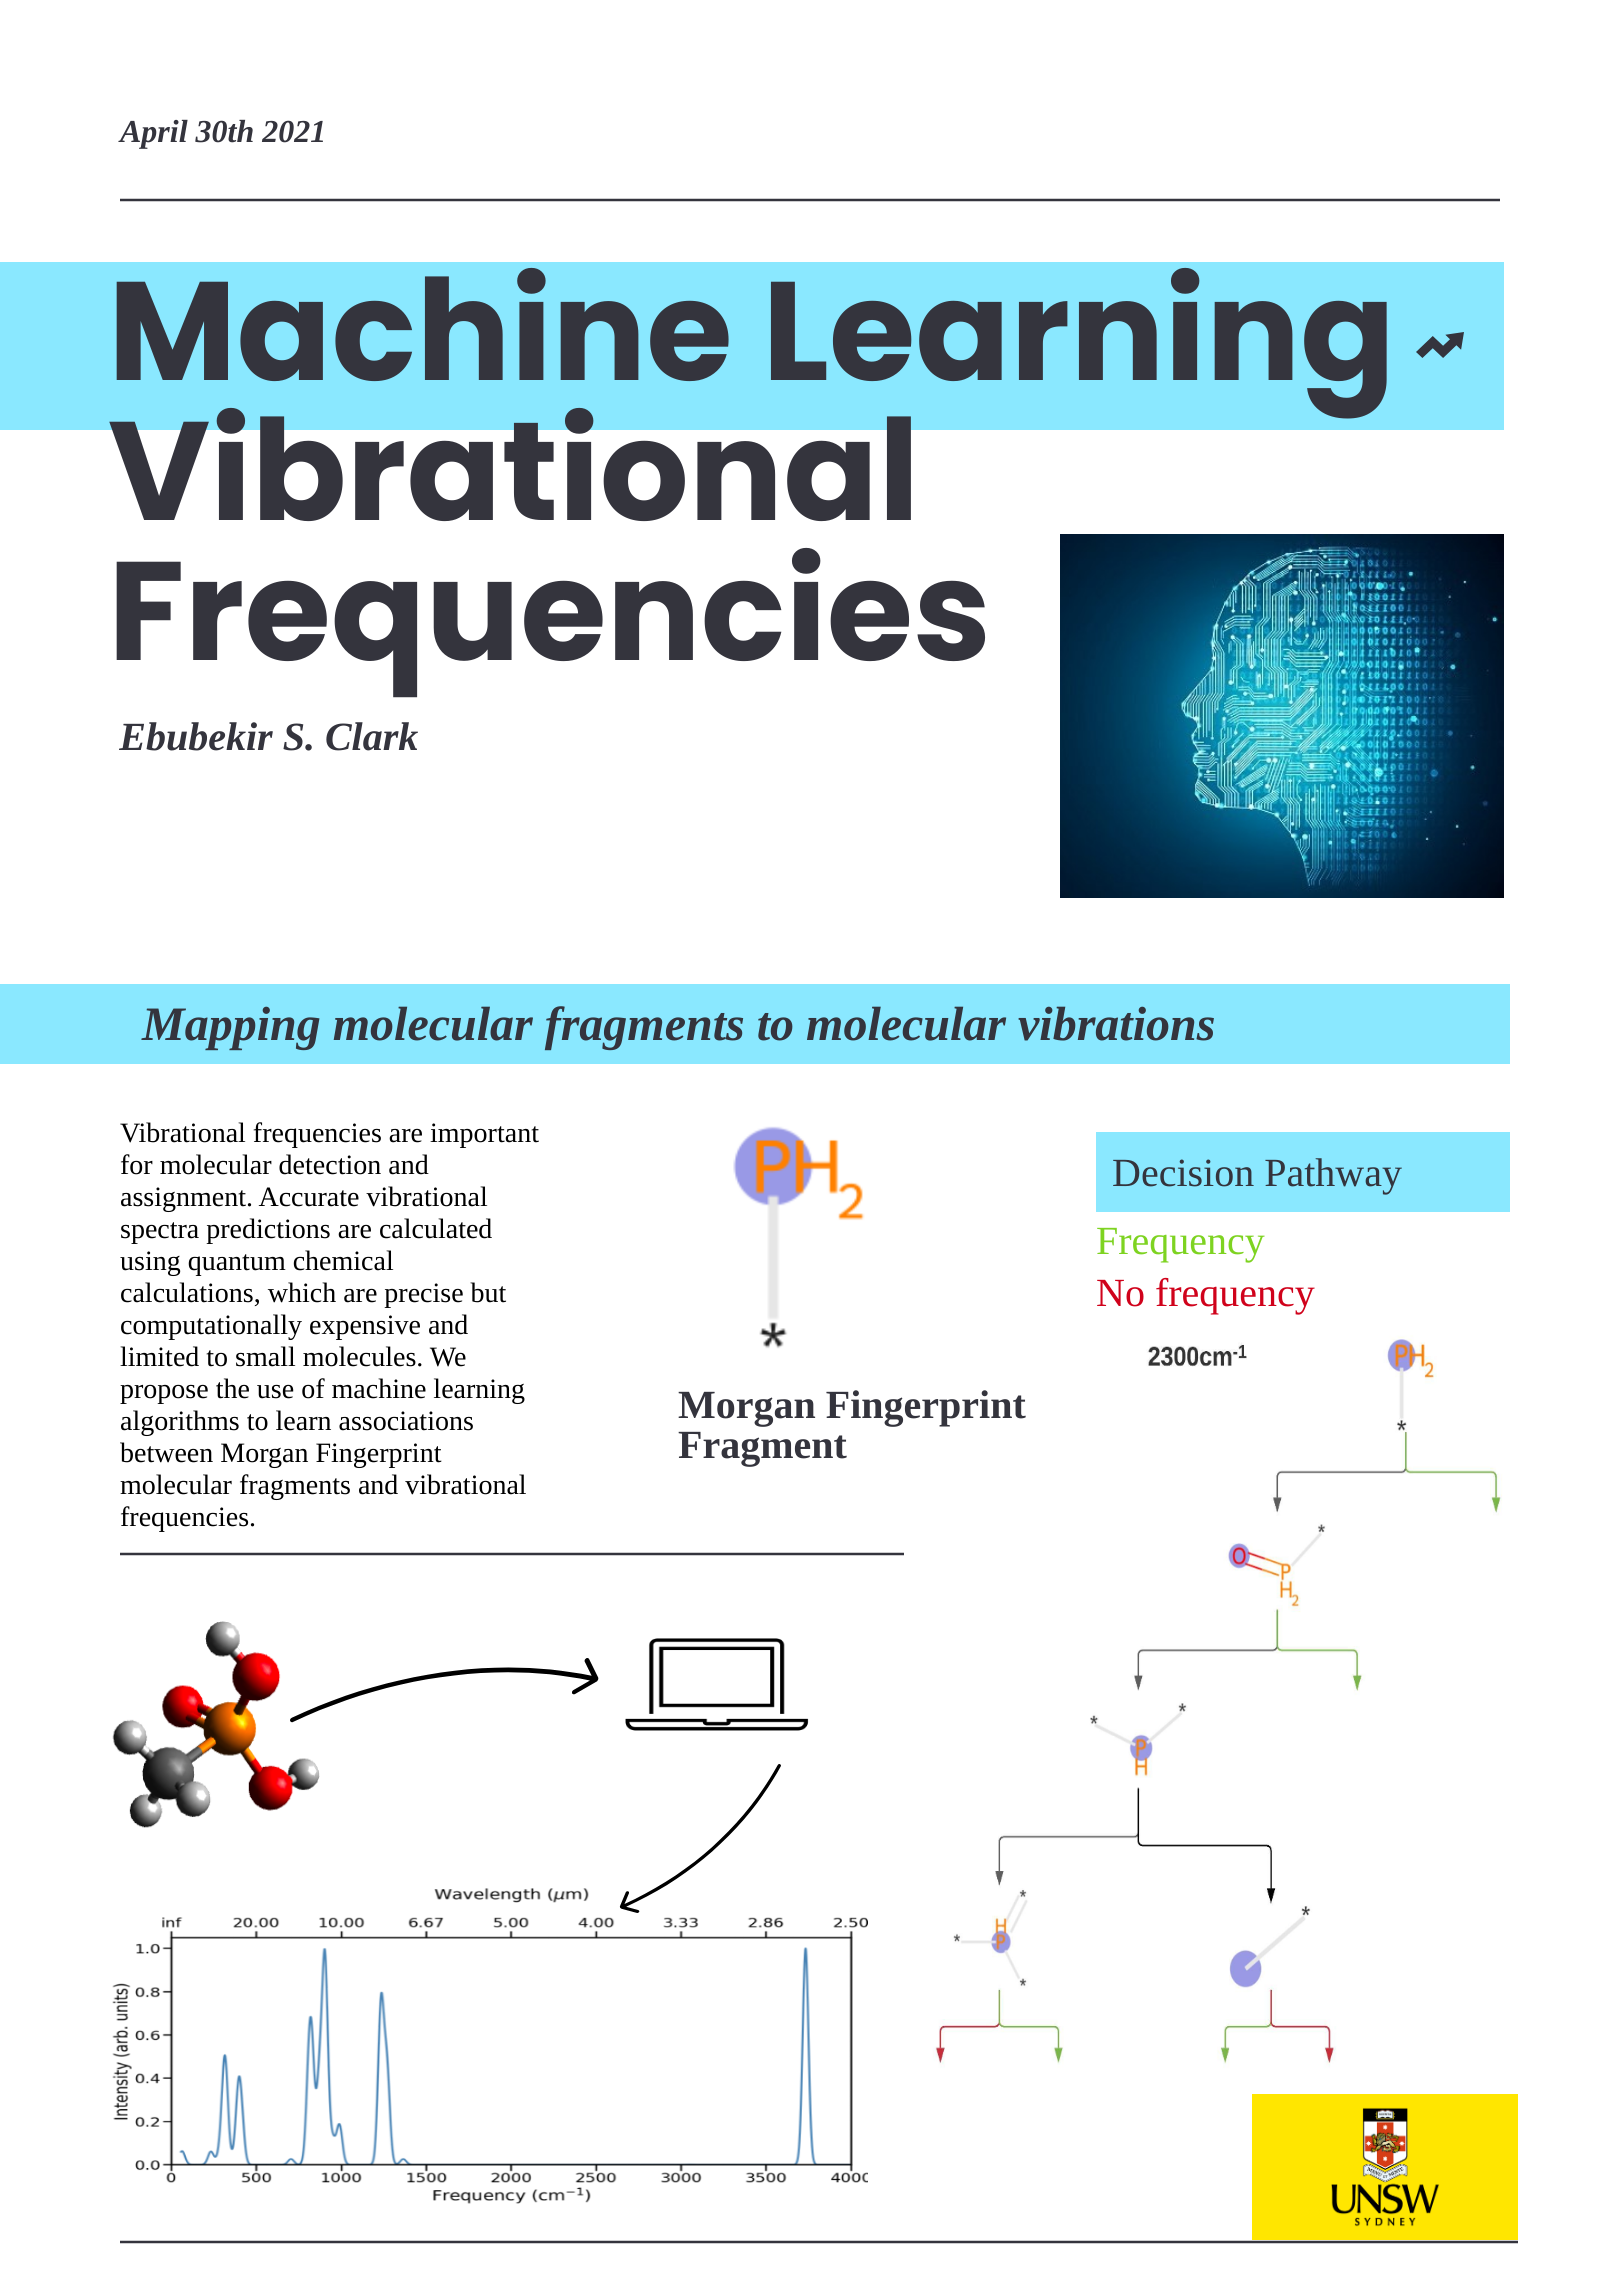 April 30th 2021
Machine Learning
Vibrational
Frequencies
Ebubekir S. Clark
Mapping molecular fragments to molecular vibrations
Vibrational frequencies are important
for molecular detection and
assignment. Accurate vibrational
spectra predictions are calculated
using quantum chemical
calculations, which are precise but
computationally expensive and
limited to small molecules. We
propose the use of machine learning
algorithms to learn associations
between Morgan Fingerprint
molecular fragments and vibrational
frequencies.
PH2
*
Morgan Fingerprint
Fragment
Decision Pathway
Frequency
No frequency
2300cm-1
PH2
*
*
O
P
H2
* *
P
H
*
H
* P
*
*
Wavelength (μm)
inf 20.00 10.00 6.67 5.00 4.00 3.33 2.86 2.50
1.0
0.8
0.6
0.4
0.2
0.0
Intensity (arb. units)
0 500 1000 1500 2000 2500 3000 3500 4000
Frequency (cm−1)
UNSW
SYDNEY